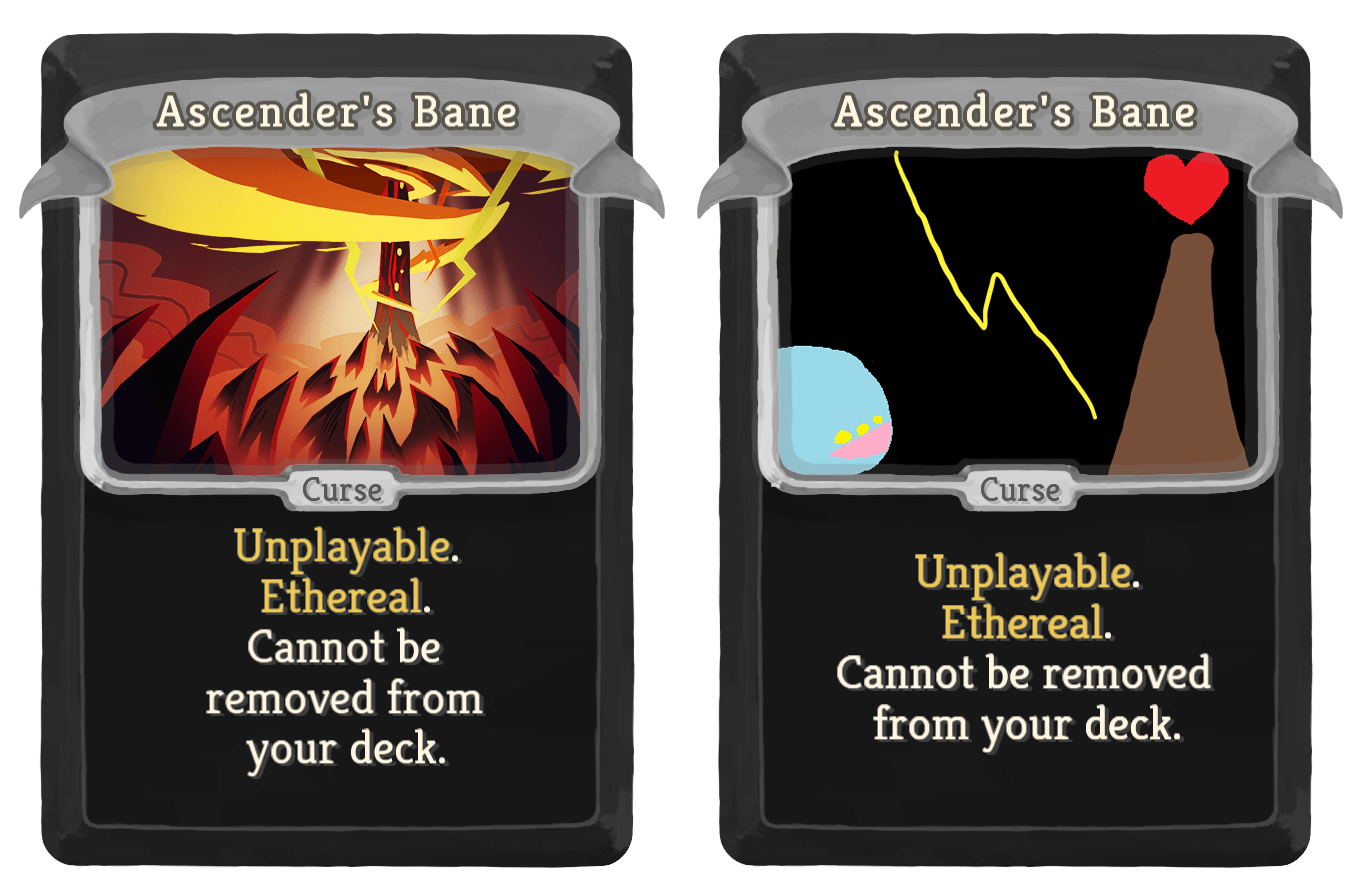 Ascender's Bane
Curse
Unplayable.
Ethereal.
Cannot be
removed from
your deck.
Ascender's Bane
Curse
Unplayable.
Ethereal.
Cannot be removed
from your deck.